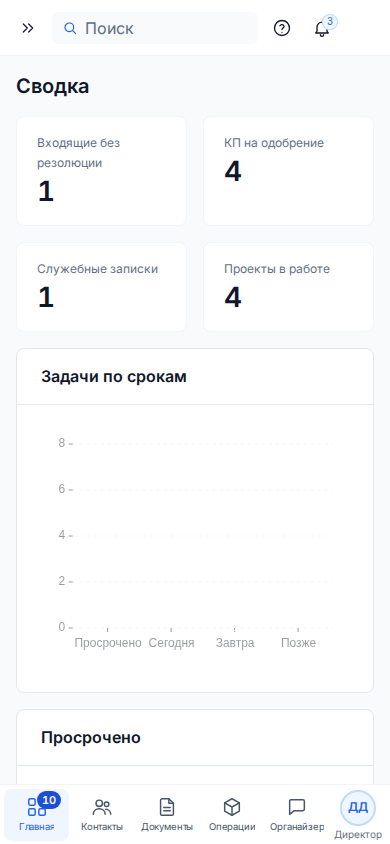 Поиск
3
Сводка
Входящие без
резолюции
1
КП на одобрение
4
Служебные записки
1
Проекты в работе
4
Задачи по срокам
8
6
4
2
0
Просрочено Сегодня Завтра Позже
Просрочено
10
ДД
Главная Контакты Документы Операции Органайзер
Директор